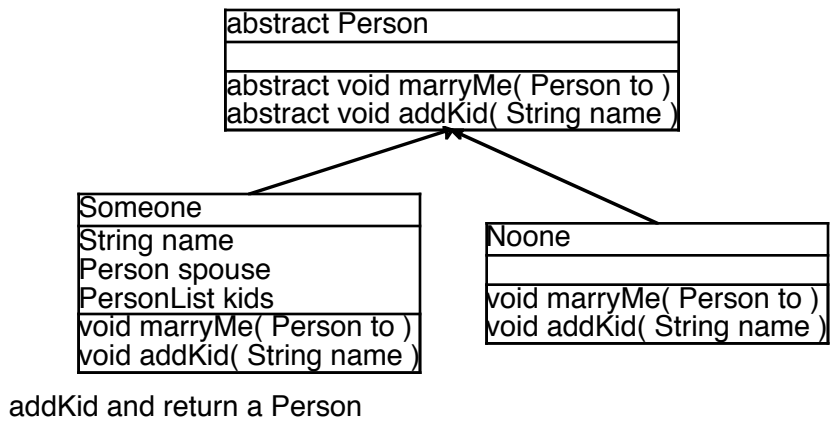 abstract Person
abstract void marryMe( Person to )
abstract void addKid( String name )
Someone
String name
Person spouse
PersonList kids
void marryMe( Person to )
void addKid( String name )
Noone
void marryMe( Person to )
void addKid( String name )
addKid and return a Person